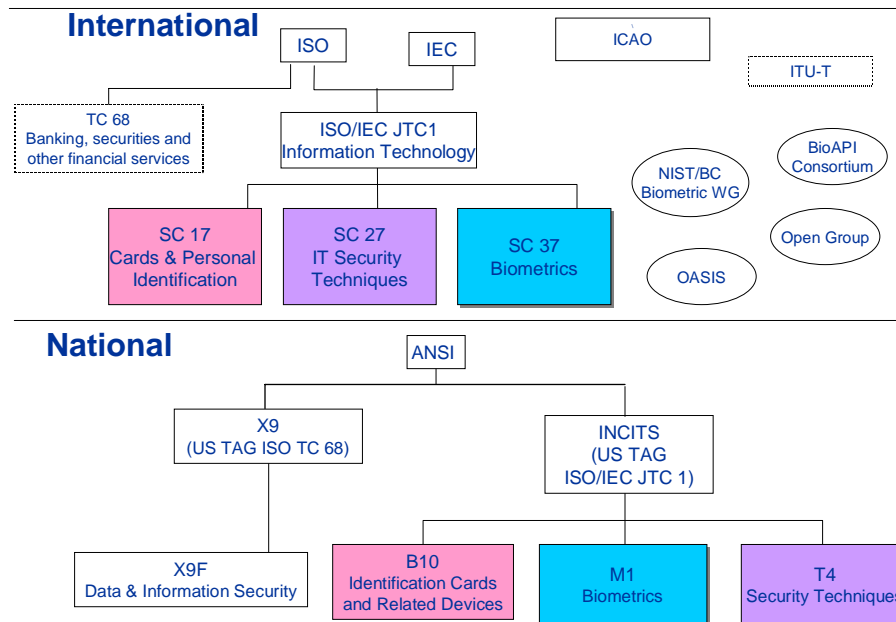 International
ISO
IEC
ICAO
ITU-T
TC 68
Banking, securities and
other financial services
ISO/IEC JTC1
Information Technology
NIST/BC
Biometric WG
BioAPI
Consortium
SC 17
Cards & Personal
Identification
SC 27
IT Security
Techniques
SC 37
Biometrics
Open Group
OASIS
National
ANSI
X9
(US TAG ISO TC 68)
INCITS
(US TAG
ISO/IEC JTC 1)
X9F
Data & Information Security
B10
Identification Cards
and Related Devices
M1
Biometrics
T4
Security Techniques